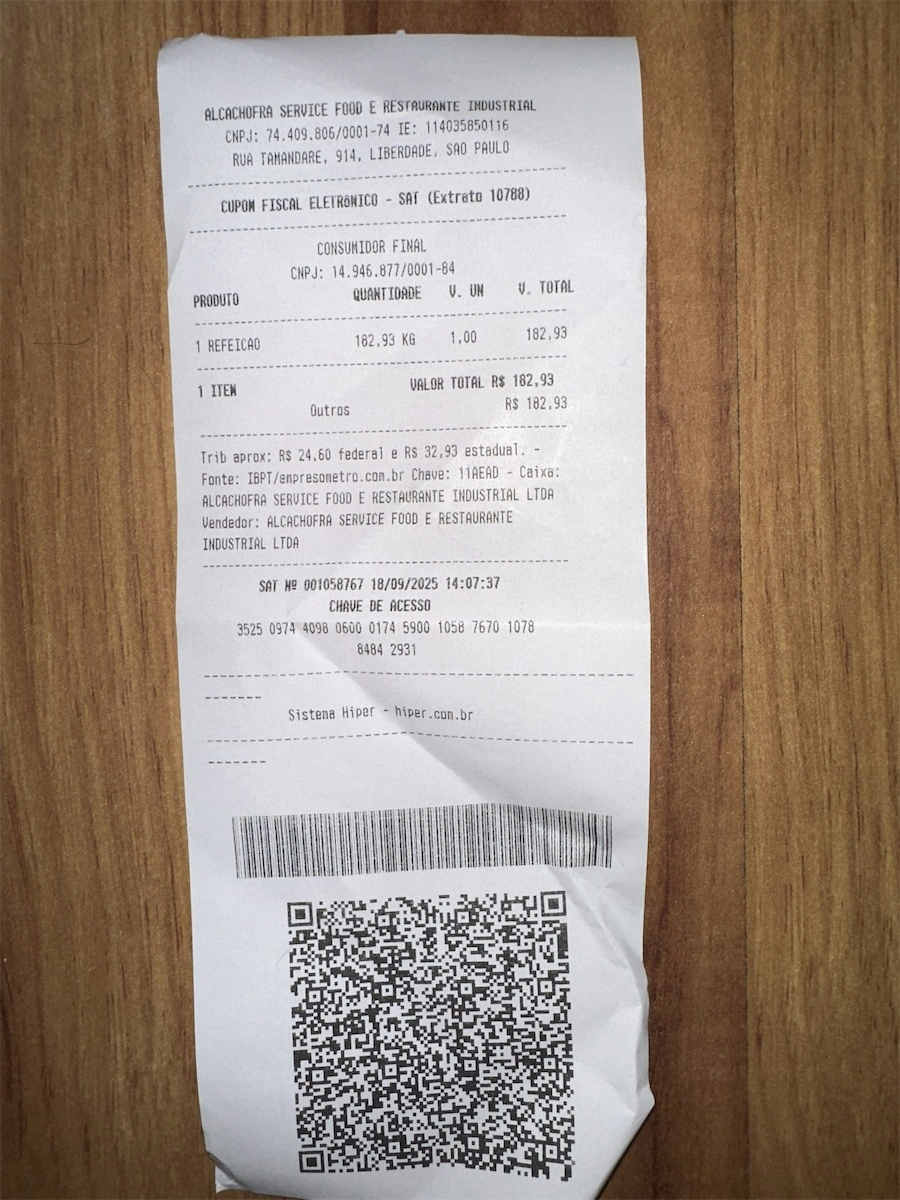 ALCACHOFRA SERVICE FOOD E RESTAURANTE INDUSTRIAL
CNPJ: 74.409.806/0001-74 IE: 114035850116
RUA TAMANDARE, 914, LIBERDADE, SAO PAULO
CUPOM FISCAL ELETRÔNICO - SAT (Extrato 10788)
CONSUMIDOR FINAL
CNPJ: 14.946.877/0001-84
PRODUTO QUANTIDADE V. UN V. TOTAL
1 REFEICAO 182,93 KG 1,00 182,93
1 ITEM VALOR TOTAL R$ 182,93
Outros R$ 182,93
Trib aprox: R$ 24,60 federal e R$ 32,93 estadual. -
Fonte: IBPT/empresometro.com.br Chave: 11AEAD - Caixa:
ALCACHOFRA SERVICE FOOD E RESTAURANTE INDUSTRIAL LTDA
Vendedor: ALCACHOFRA SERVICE FOOD E RESTAURANTE
INDUSTRIAL LTDA
SAT Nº 001058767 18/09/2025 14:07:37
CHAVE DE ACESSO
3525 0974 4098 0600 0174 5900 1058 7670 1078
8484 2931
Sistema Hiper - hiper.com.br